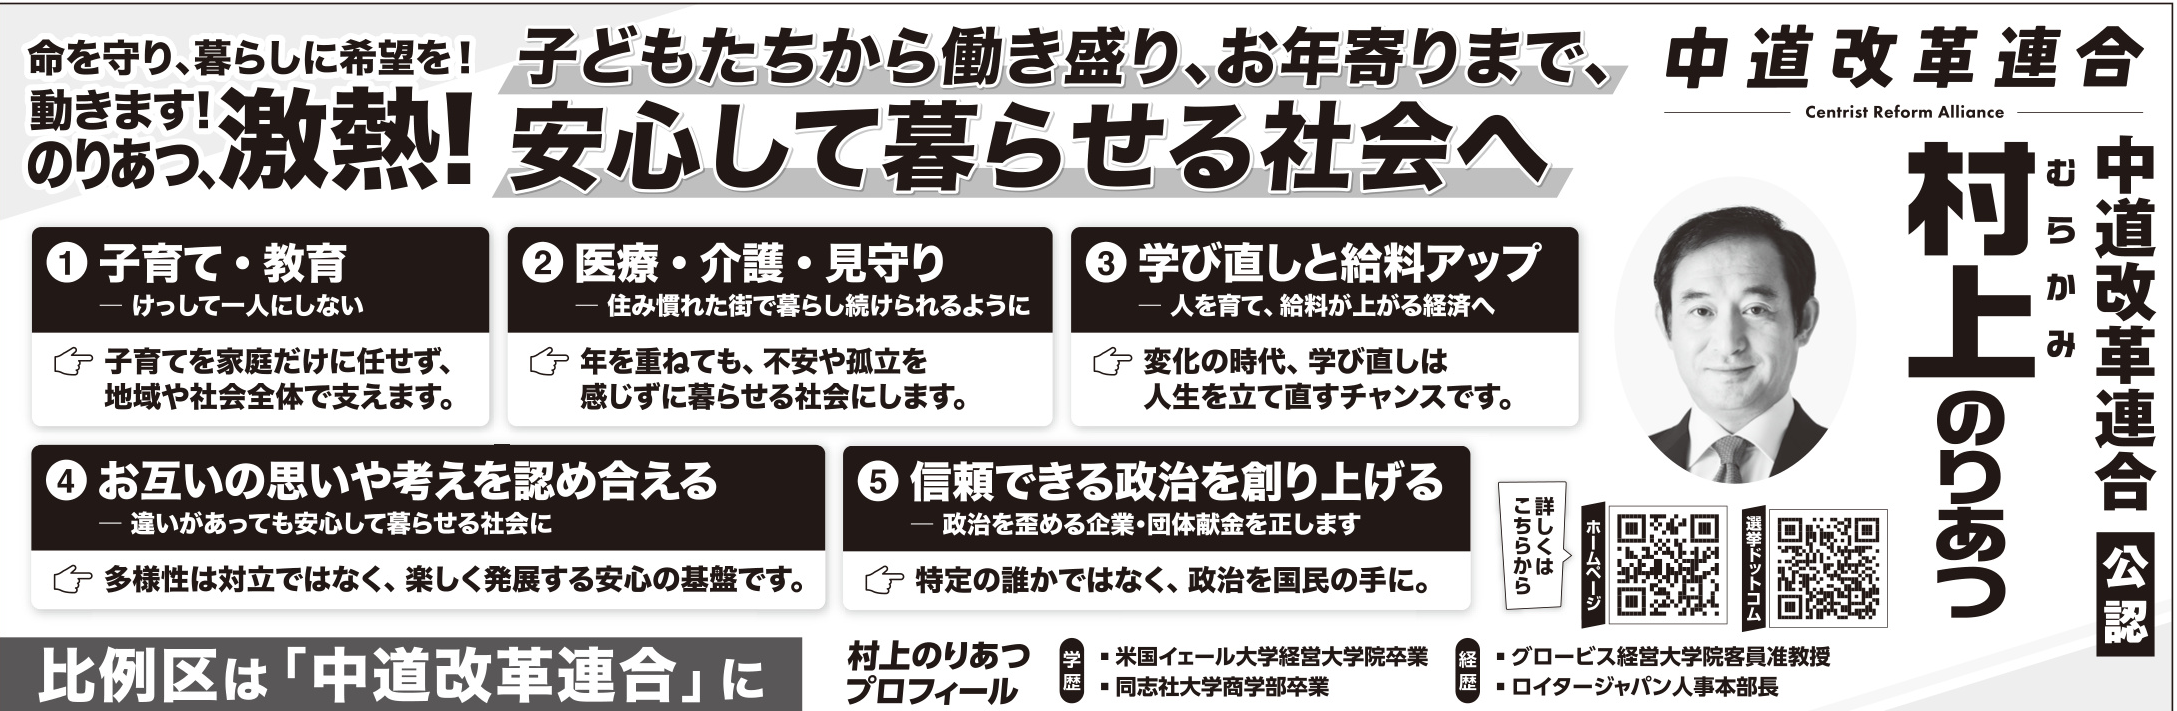 命を守り、暮らしに希望を！
動きます！
のりあつ、激熱！
子どもたちから働き盛り、お年寄りまで、
安心して暮らせる社会へ
中道改革連合
Centrist Reform Alliance
中道改革連合 公認
むらかみ
村上のりあつ
❶ 子育て・教育
― けっして一人にしない
子育てを家庭だけに任せず、
地域や社会全体で支えます。
❷ 医療・介護・見守り
― 住み慣れた街で暮らし続けられるように
年を重ねても、不安や孤立を
感じずに暮らせる社会にします。
❸ 学び直しと給料アップ
― 人を育て、給料が上がる経済へ
変化の時代、学び直しは
人生を立て直すチャンスです。
❹ お互いの思いや考えを認め合える
― 違いがあっても安心して暮らせる社会に
多様性は対立ではなく、楽しく発展する安心の基盤です。
❺ 信頼できる政治を創り上げる
― 政治を歪める企業・団体献金を正します
特定の誰かではなく、政治を国民の手に。
詳しくは
こちらから
ホームページ
選挙ドットコム
比例区は「中道改革連合」に
村上のりあつ
プロフィール
学歴
▪ 米国イェール大学経営大学院卒業
▪ 同志社大学商学部卒業
経歴
▪ グロービス経営大学院客員准教授
▪ ロイタージャパン人事本部長